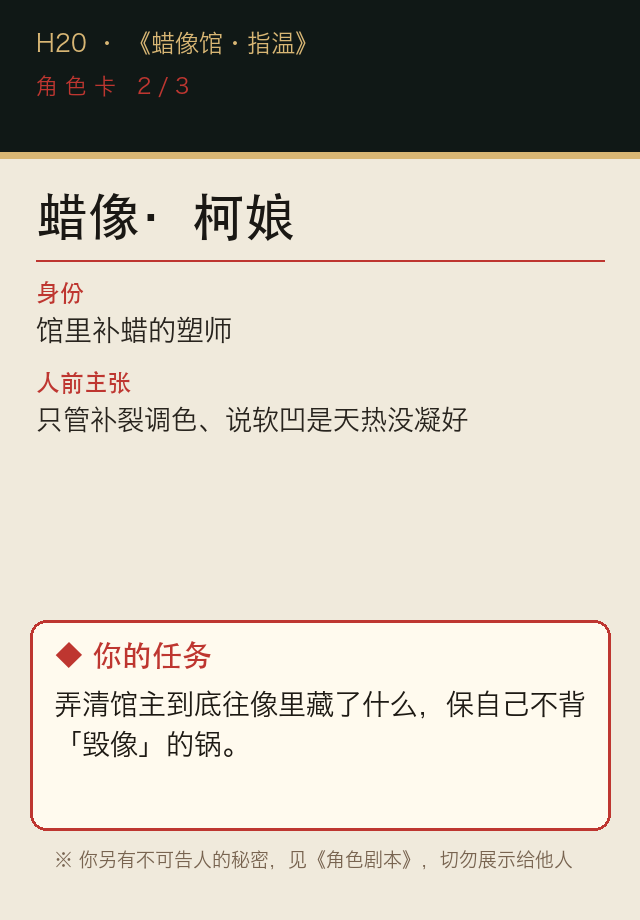 H20 · 《蜡像馆·指温》
角色卡 2/3
蜡像· 柯娘
身份
馆里补蜡的塑师
人前主张
只管补裂调色、说软凹是天热没凝好
◆ 你的任务
弄清馆主到底往像里藏了什么，保自己不背
「毁像」的锅。
※ 你另有不可告人的秘密，见《角色剧本》，切勿展示给他人